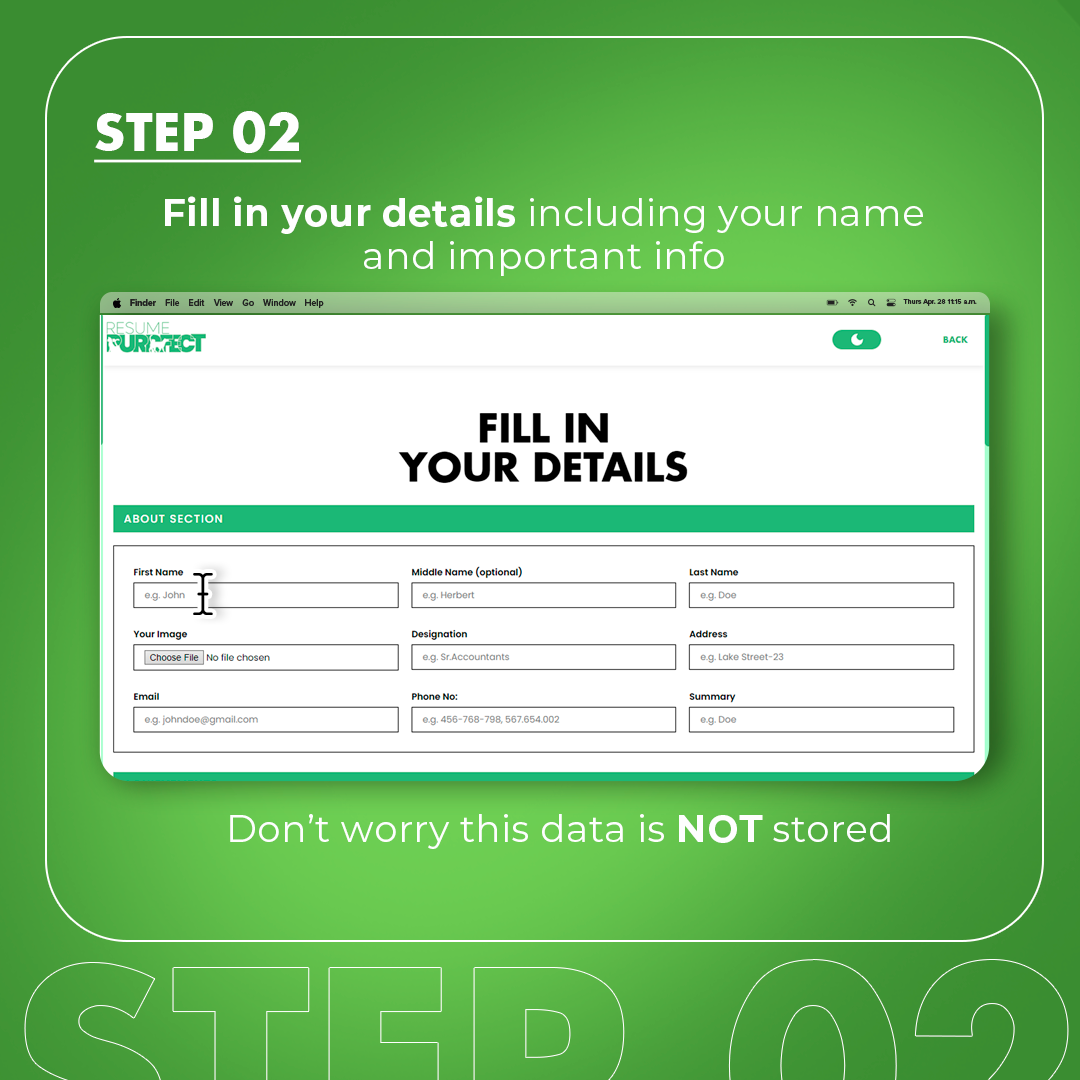 STEP 02
Fill in your details including your name
and important info
Finder File Edit View Go Window Help
Thurs Apr. 28 11:15 a.m.
RESUME
PURRFECT
BACK
FILL IN
YOUR DETAILS
ABOUT SECTION
First Name
Middle Name (optional)
Last Name
e.g. John
e.g. Herbert
e.g. Doe
Your Image
Designation
Address
Choose File No file chosen
e.g. Sr.Accountants
e.g. Lake Street-23
Email
Phone No:
Summary
e.g. johndoe@gmail.com
e.g. 456-768-798, 567.654.002
e.g. Doe
Don't worry this data is NOT stored
STEP 02